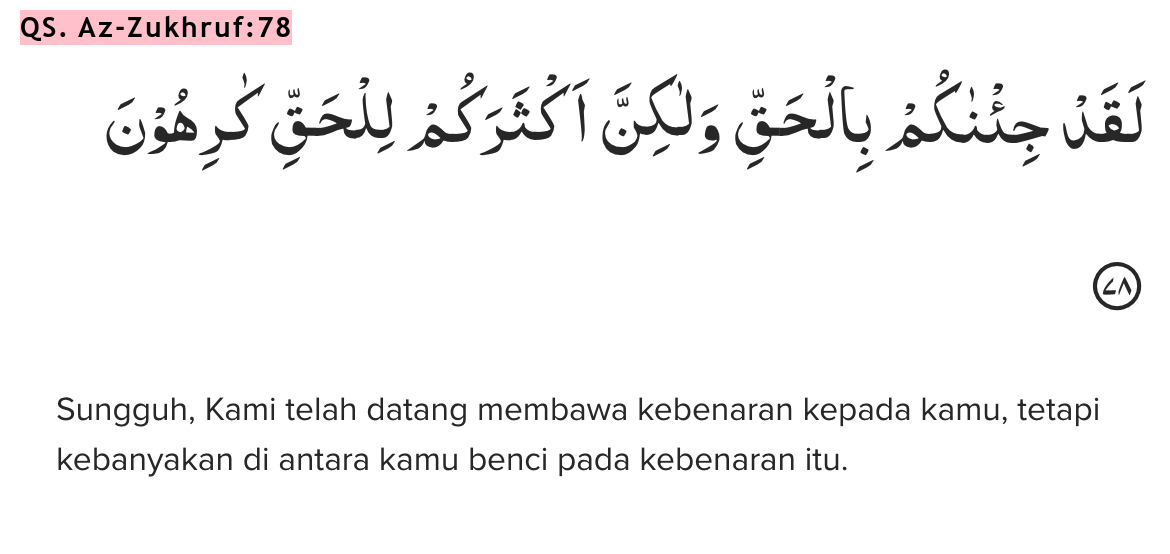 QS. Az-Zukhruf:78
لَقَدْ جِئْنٰكُمْ بِالْحَقِّ وَلٰكِنَّ اَكْثَرَكُمْ لِلْحَقِّ كٰرِهُوْنَ
٧٨
Sungguh, Kami telah datang membawa kebenaran kepada kamu, tetapi
kebanyakan di antara kamu benci pada kebenaran itu.